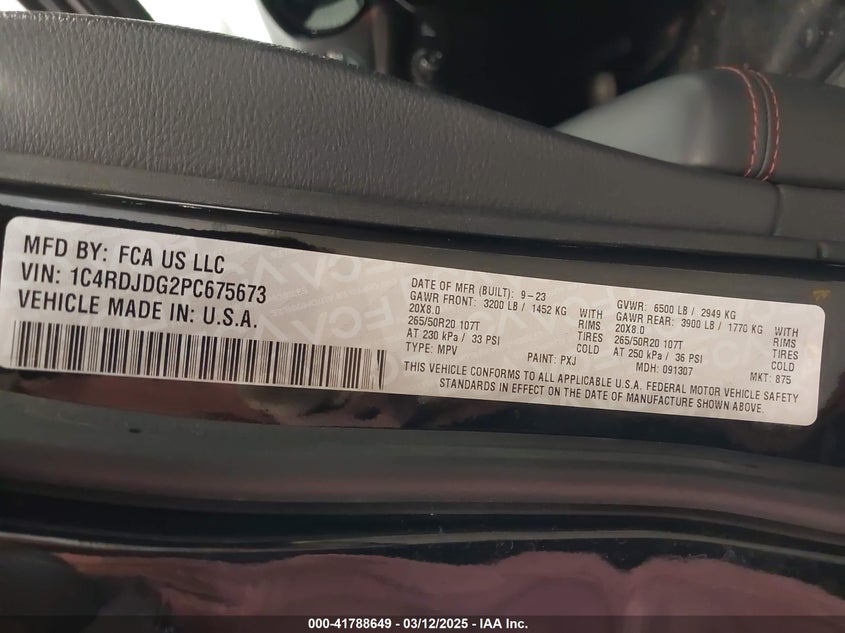 MFD BY: FCA US LLC
VIN: 1C4RDJDG2PC675673
VEHICLE MADE IN: U.S.A.
DATE OF MFR (BUILT): 9-23 GVWR: 6500 LB / 2949 KG
GAWR FRONT: 3200 LB / 1452 KG WITH GAWR REAR: 3900 LB / 1770 KG WITH
20X8.0 RIMS 20X8.0 RIMS
265/50R20 107T TIRES 265/50R20 107T TIRES
AT 230 kPa / 33 PSI COLD AT 250 kPa / 36 PSI COLD
TYPE: MPV PAINT: PXJ MDH: 091307 MKT: 875
THIS VEHICLE CONFORMS TO ALL APPLICABLE U.S.A. FEDERAL MOTOR VEHICLE SAFETY
STANDARDS IN EFFECT ON THE DATE OF MANUFACTURE SHOWN ABOVE.
000-41788649 - 03/12/2025 - IAA Inc.